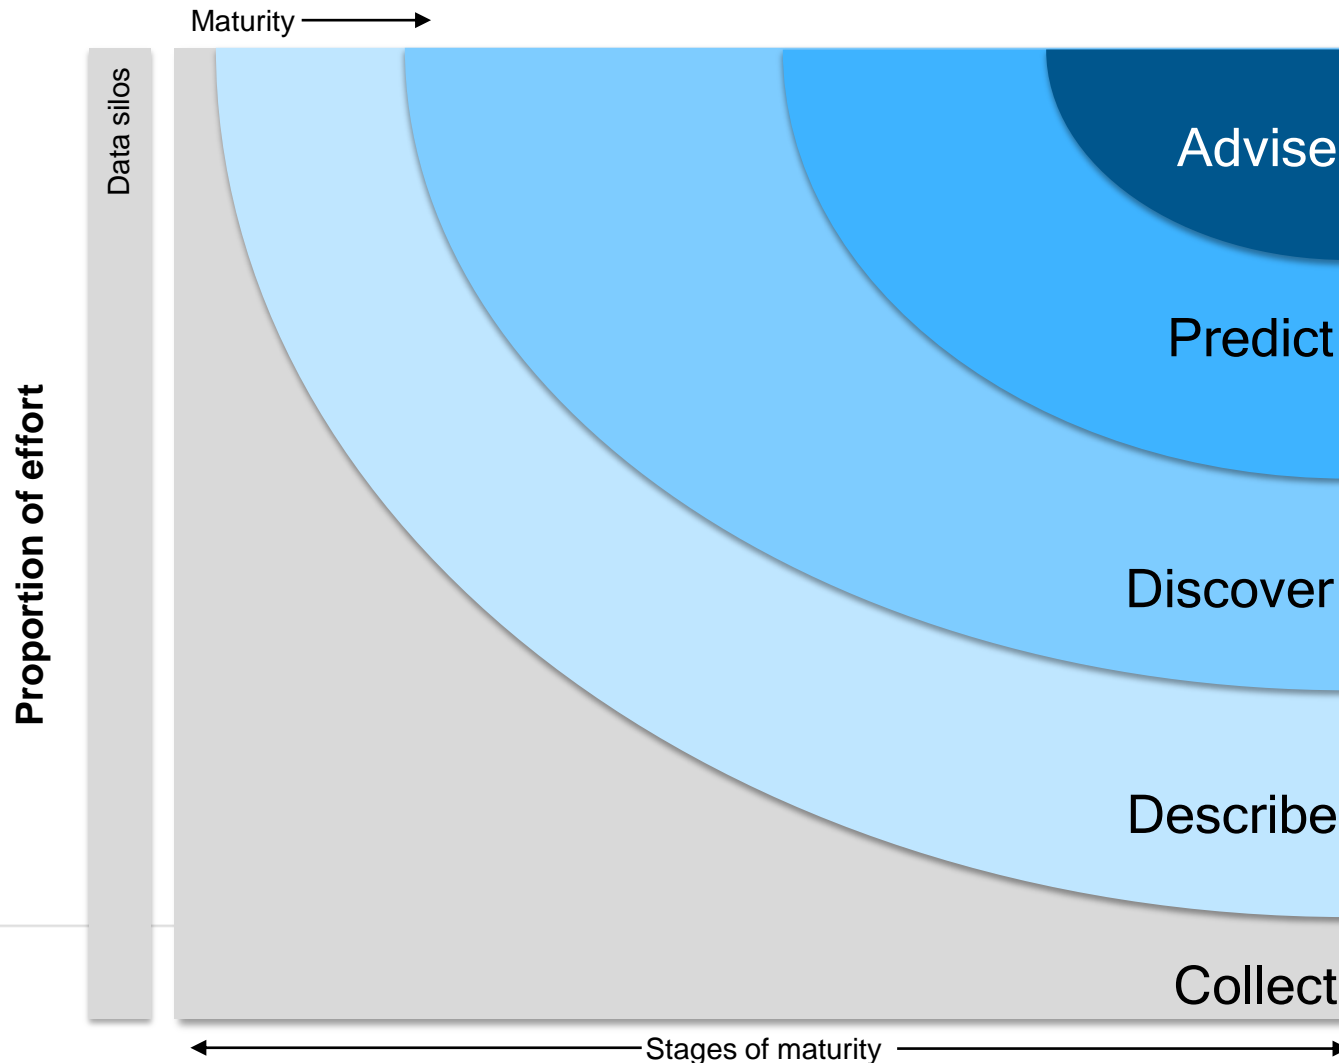 Maturity
Data silos
Proportion of effort
Advise
Predict
Discover
Describe
Collect
Stages of maturity